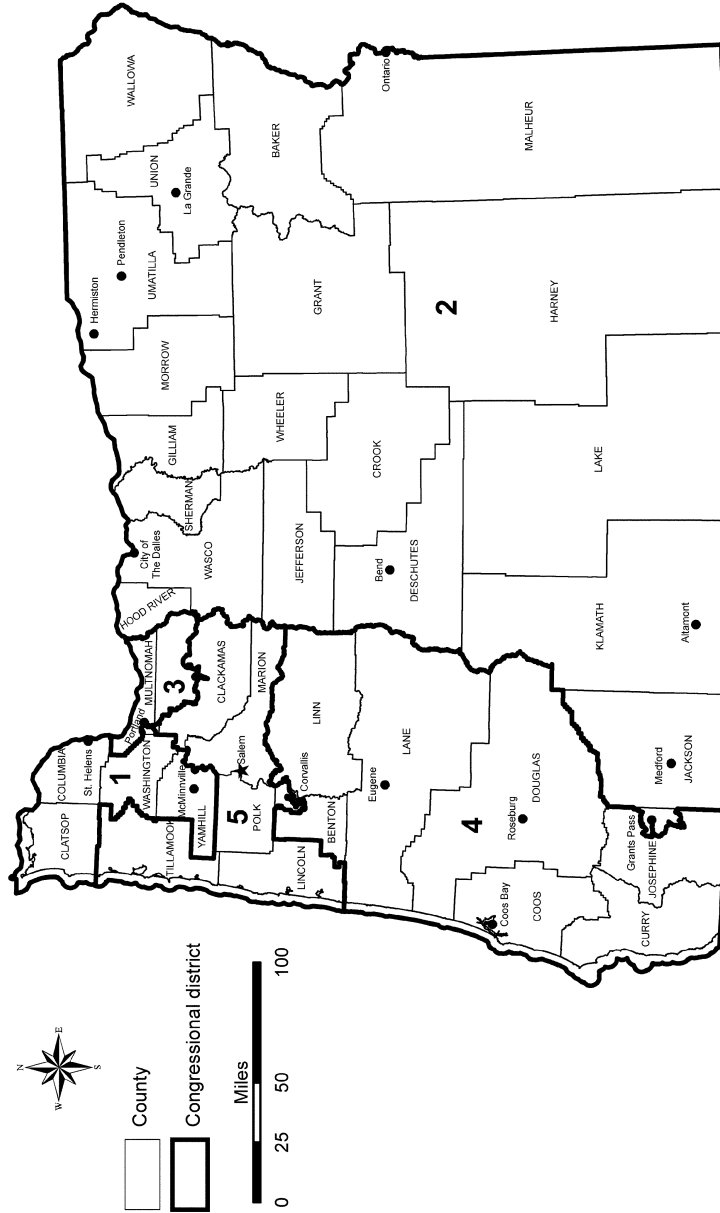 N
E
S
W
County
Congressional district
Miles
0
25
50
100
CLATSOP
COLUMBIA
St. Helens
TILLAMOOK
WASHINGTON
1
Portland
MULTNOMAH
3
HOOD RIVER
City of
The Dalles
SHERMAN
GILLIAM
MORROW
Hermiston
Pendleton
UMATILLA
UNION
La Grande
WALLOWA
McMinnville
YAMHILL
CLACKAMAS
WASCO
5
POLK
Salem
MARION
LINCOLN
BENTON
Corvallis
LINN
JEFFERSON
WHEELER
GRANT
BAKER
Ontario
LANE
Eugene
Bend
DESCHUTES
CROOK
2
HARNEY
MALHEUR
4
Roseburg
DOUGLAS
Coos Bay
COOS
CURRY
Grants Pass
JOSEPHINE
Medford
JACKSON
KLAMATH
Altamont
LAKE